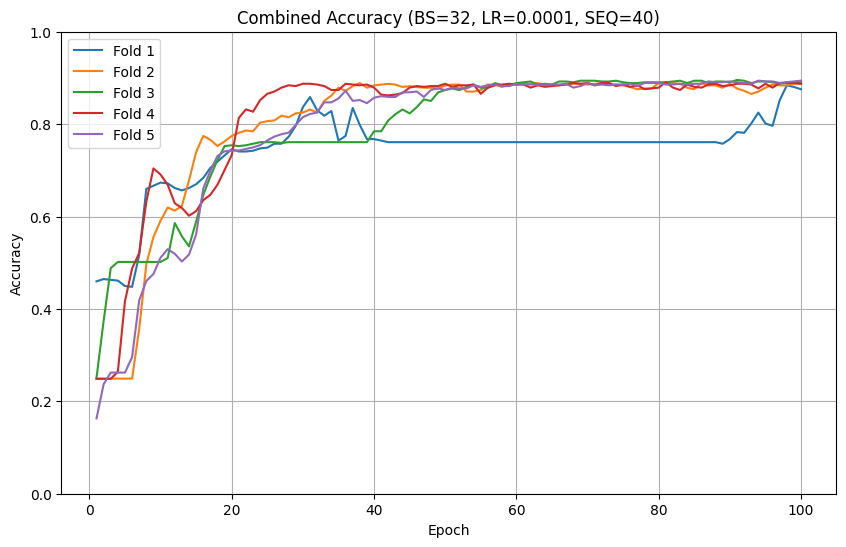 Combined Accuracy (BS=32, LR=0.0001, SEQ=40)
Fold 1
Fold 2
Fold 3
Fold 4
Fold 5
1.0
0.8
0.6
0.4
0.2
0.0
Accuracy
0 20 40 60 80 100
Epoch